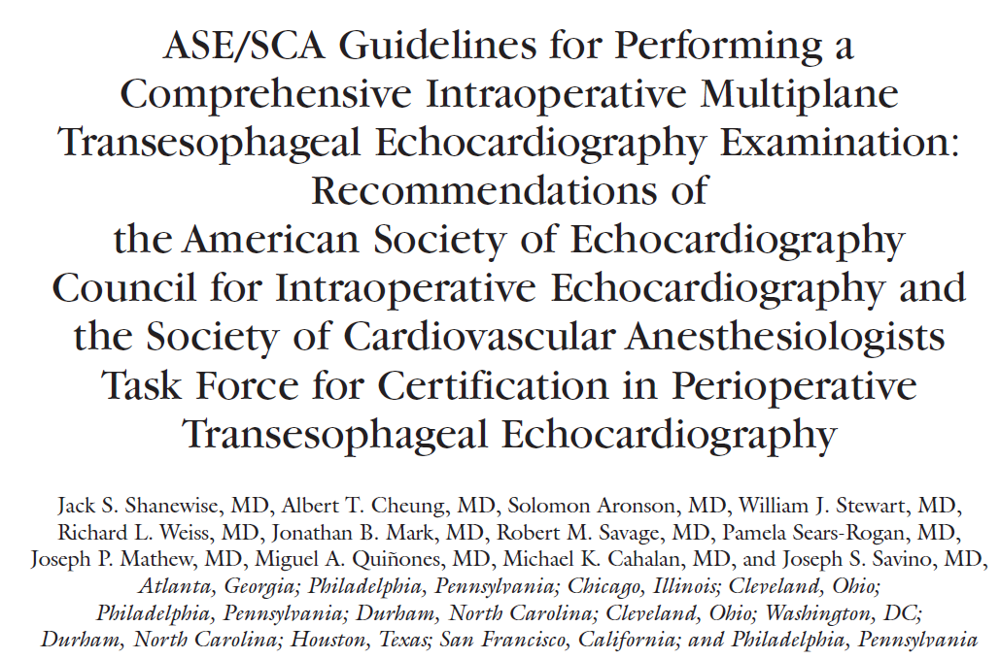 ASE/SCA Guidelines for Performing a
Comprehensive Intraoperative Multiplane
Transesophageal Echocardiography Examination:
Recommendations of
the American Society of Echocardiography
Council for Intraoperative Echocardiography and
the Society of Cardiovascular Anesthesiologists
Task Force for Certification in Perioperative
Transesophageal Echocardiography
Jack S. Shanewise, MD, Albert T. Cheung, MD, Solomon Aronson, MD, William J. Stewart, MD,
Richard L. Weiss, MD, Jonathan B. Mark, MD, Robert M. Savage, MD, Pamela Sears-Rogan, MD,
Joseph P. Mathew, MD, Miguel A. Quiñones, MD, Michael K. Cahalan, MD, and Joseph S. Savino, MD,
Atlanta, Georgia; Philadelphia, Pennsylvania; Chicago, Illinois; Cleveland, Ohio;
Philadelphia, Pennsylvania; Durham, North Carolina; Cleveland, Ohio; Washington, DC;
Durham, North Carolina; Houston, Texas; San Francisco, California; and Philadelphia, Pennsylvania